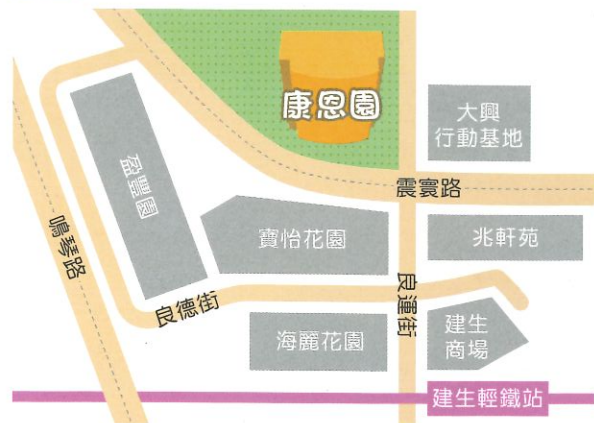 康恩園
大興
行動基地
震寰路
盈豐園
鳴琴路
寶怡花園
兆軒苑
良德街
良運街
海麗花園
建生
商場
建生輕鐵站